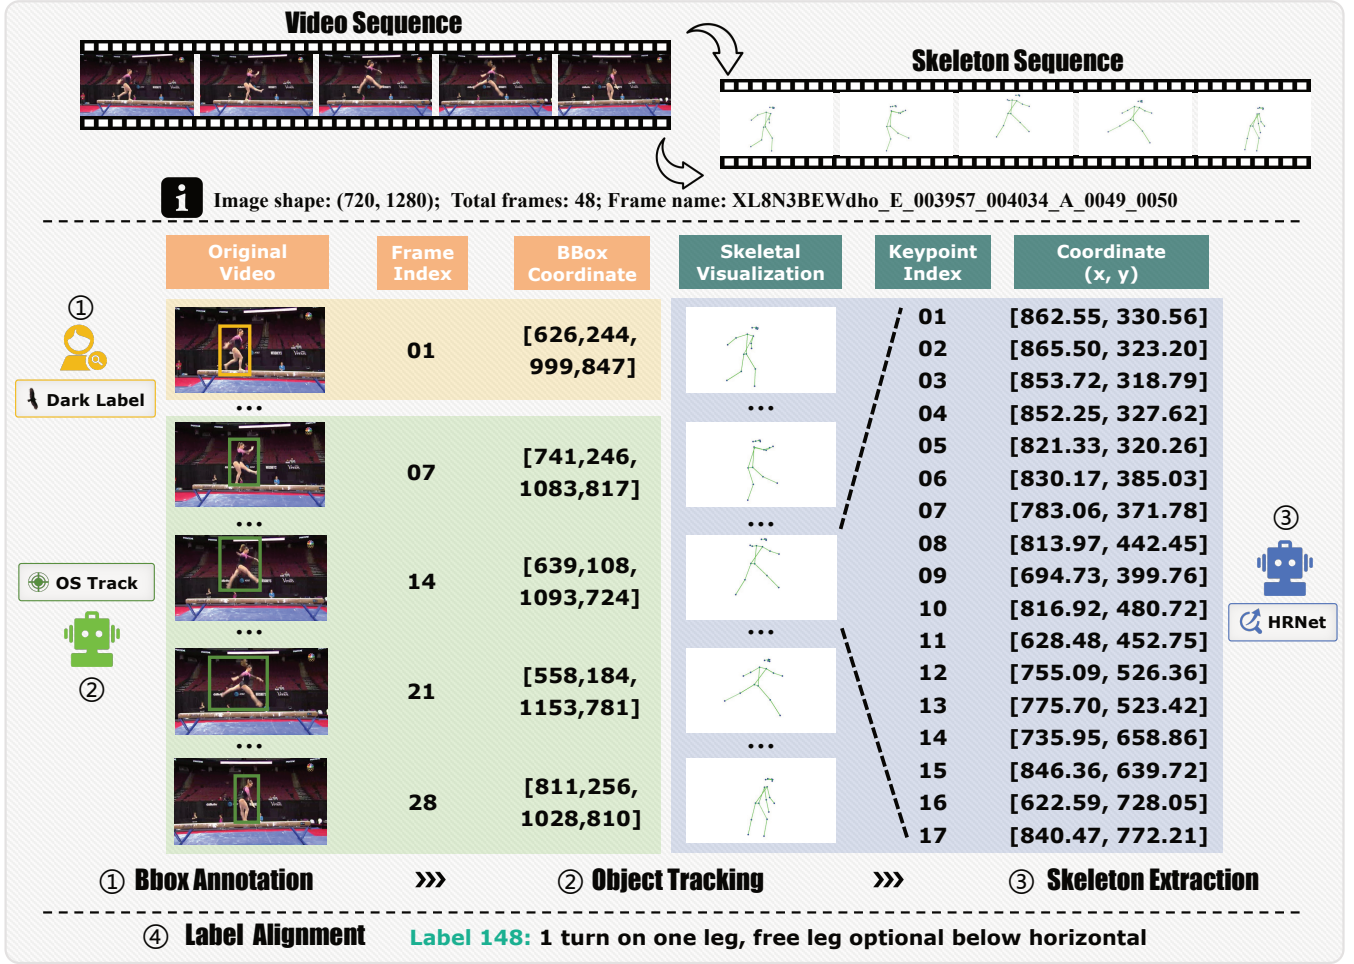 Video Sequence
Skeleton Sequence
Image shape: (720, 1280);  Total frames: 48; Frame name: XL8N3BEWdho_E_003957_004034_A_0049_0050
Original
Video
Frame
Index
BBox
Coordinate
Skeletal
Visualization
Keypoint
Index
Coordinate
(x, y)
①
Dark Label
01
[626,244,
999,847]
...
07
[741,246,
1083,817]
...
OS Track
②
14
[639,108,
1093,724]
...
21
[558,184,
1153,781]
...
28
[811,256,
1028,810]
...
...
...
...
01 [862.55, 330.56]
02 [865.50, 323.20]
03 [853.72, 318.79]
04 [852.25, 327.62]
05 [821.33, 320.26]
06 [830.17, 385.03]
07 [783.06, 371.78]
08 [813.97, 442.45]
09 [694.73, 399.76]
10 [816.92, 480.72]
11 [628.48, 452.75]
12 [755.09, 526.36]
13 [775.70, 523.42]
14 [735.95, 658.86]
15 [846.36, 639.72]
16 [622.59, 728.05]
17 [840.47, 772.21]
③
HRNet
① Bbox Annotation »› ② Object Tracking »› ③ Skeleton Extraction
④ Label Alignment Label 148: 1 turn on one leg, free leg optional below horizontal